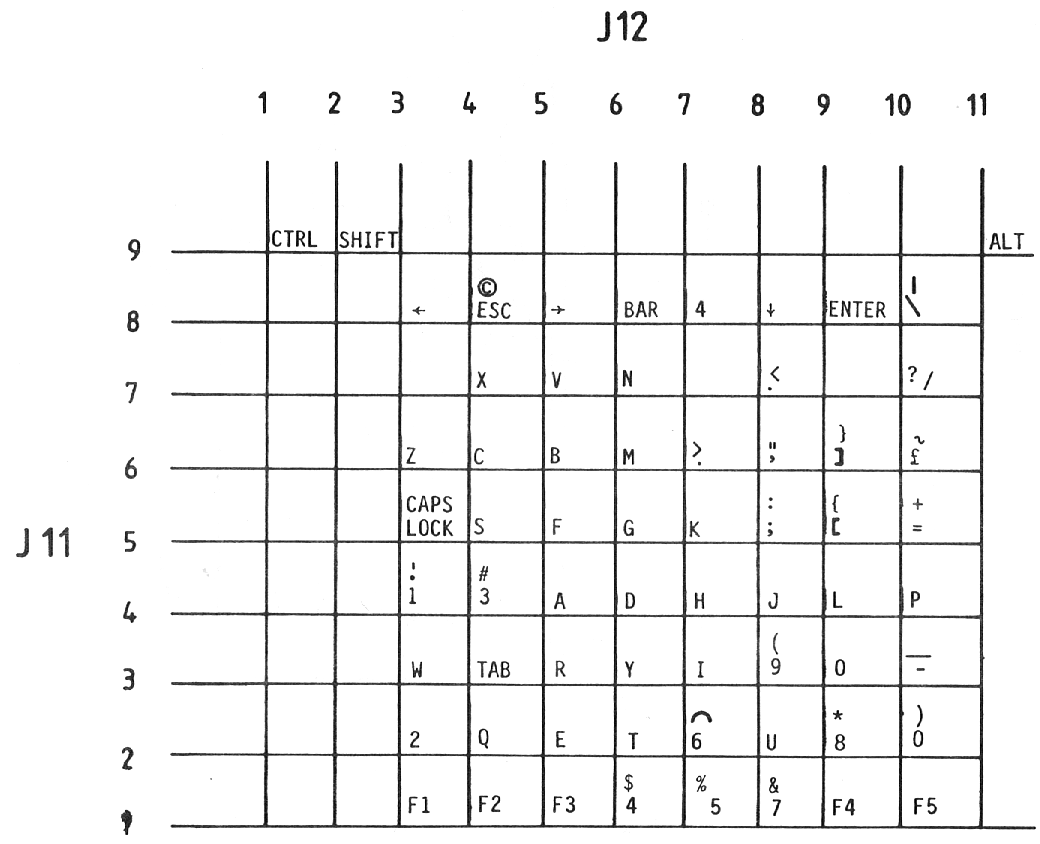 J12
1 2 3 4 5 6 7 8 9 10 11
9 CTRL SHIFT ALT
© |
8 ← ESC → BAR 4 ↓ ENTER \
7 X V N < . ? /
} ~
6 Z C B M > . " , ] £
CAPS : { +
J11 5 LOCK S F G K ; [ =
! #
4 1 3 A D H J L P
( _
3 W TAB R Y I 9 O -
⌒ * )
2 2 Q E T 6 U 8 0
$ % &
1 F1 F2 F3 4 5 7 F4 F5